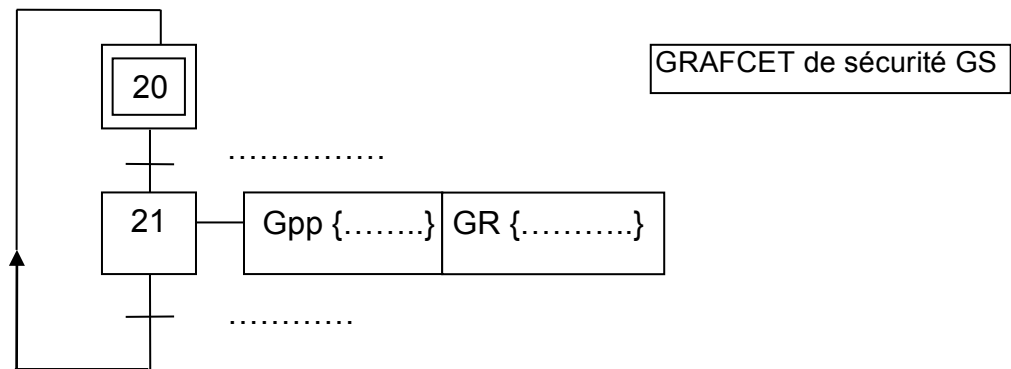 GRAFCET de sécurité GS
20
……………
21
Gpp {……..} GR {………..}
…………